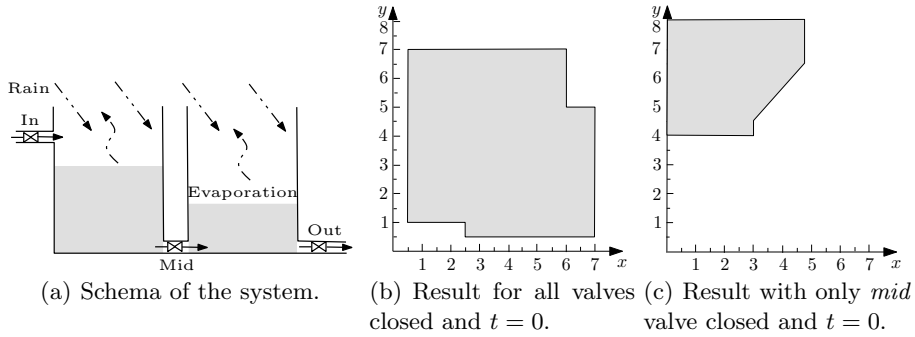 Rain
In
Evaporation
Out
Mid
(a) Schema of the system.
y
8
7
6
5
4
3
2
1
1 2 3 4 5 6 7 x
(b) Result for all valves
closed and t = 0.
y
8
7
6
5
4
3
2
1
1 2 3 4 5 6 7 8 x
(c) Result with only mid
valve closed and t = 0.